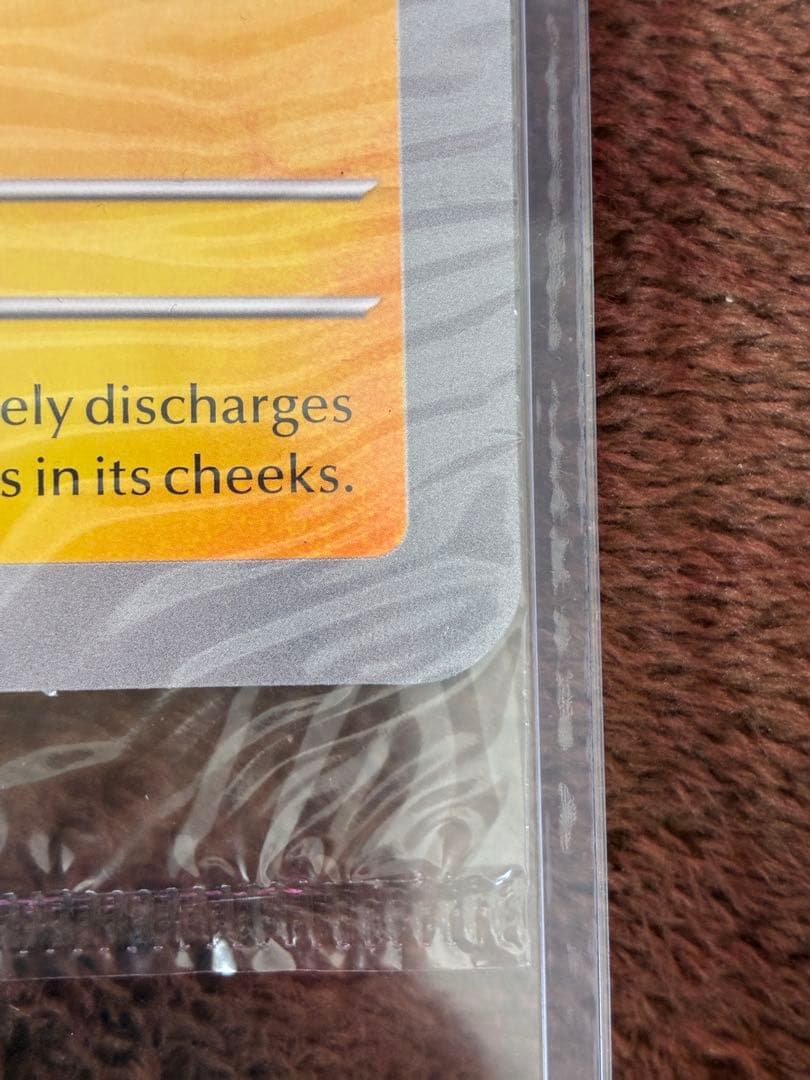 ely discharges
s in its cheeks.